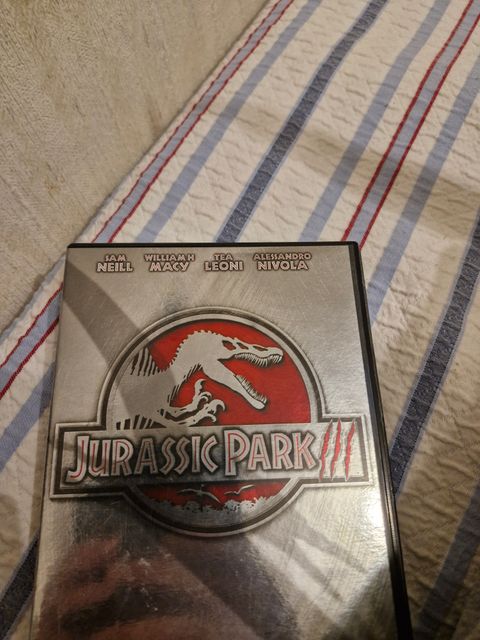 SAM WILLIAM H TEA ALESSANDRO
NEILL MACY LEONI NIVOLA
JURASSIC PARK III